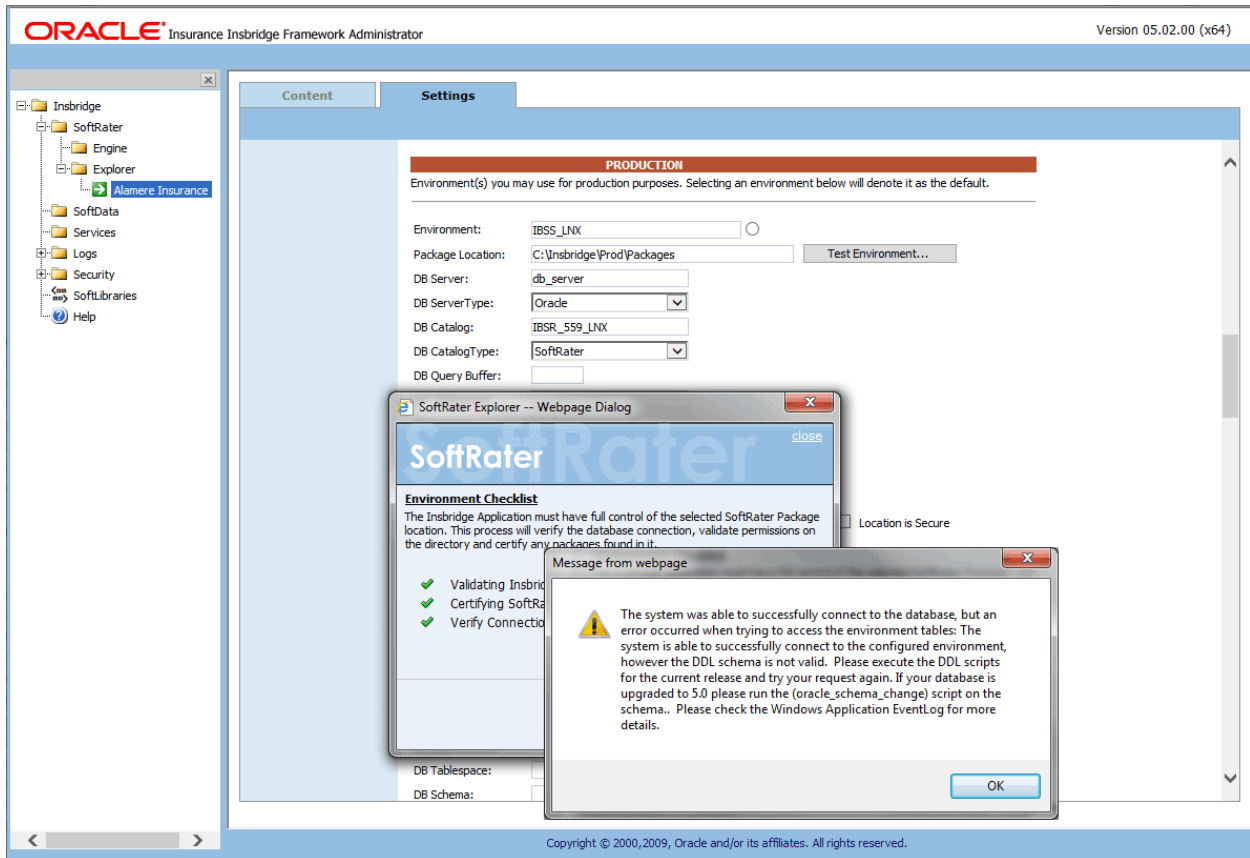 ORACLE® Insurance Insbridge Framework Administrator
Version 05.02.00 (x64)
Insbridge
SoftRater
Engine
Explorer
Alamere Insurance
SoftData
Services
Logs
Security
SoftLibraries
Help
Content
Settings
PRODUCTION
Environment(s) you may use for production purposes. Selecting an environment below will denote it as the default.
Environment: IBSS_LNX
Package Location: C:\Insbridge\Prod\Packages Test Environment...
DB Server: db_server
DB ServerType: Oracle
DB Catalog: IBSR_559_LNX
DB CatalogType: SoftRater
DB Query Buffer:
SoftRater Explorer -- Webpage Dialog
close
SoftRater
SoftRater
Environment Checklist
The Insbridge Application must have full control of the selected SoftRater Package
location. This process will verify the database connection, validate permissions on
the directory and certify any packages found in it.
Validating Insbrid
Certifying SoftRa
Verify Connectio
Location is Secure
Message from webpage
The system was able to successfully connect to the database, but an
error occurred when trying to access the environment tables: The
system is able to successfully connect to the configured environment,
however the DDL schema is not valid.  Please execute the DDL scripts
for the current release and try your request again. If your database is
upgraded to 5.0 please run the (oracle_schema_change) script on the
schema..  Please check the Windows Application EventLog for more
details.
OK
DB Tablespace:
DB Schema:
Copyright © 2000,2009, Oracle and/or its affiliates. All rights reserved.